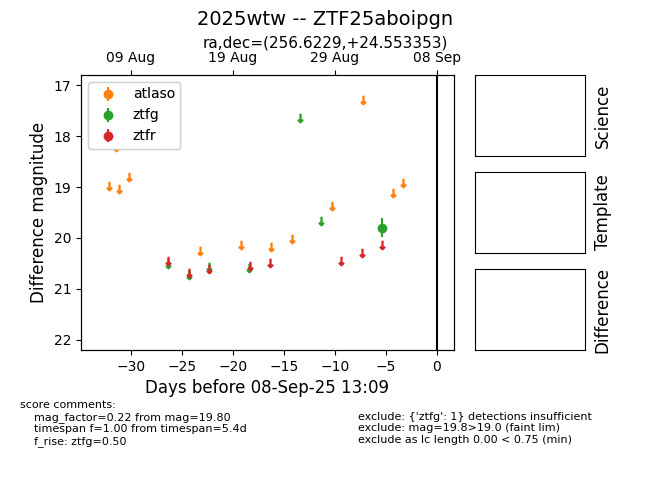 2025wtw -- ZTF25aboipgn
ra,dec=(256.6229,+24.553353)
09 Aug
19 Aug
29 Aug
08 Sep
atlaso
ztfg
ztfr
17
18
19
20
21
22
Difference magnitude
−30
−25
−20
−15
−10
−5
0
Days before 08-Sep-25 13:09
Science
Template
Difference
score comments:
mag_factor=0.22 from mag=19.80
timespan f=1.00 from timespan=5.4d
f_rise: ztfg=0.50
exclude: {'ztfg': 1} detections insufficient
exclude: mag=19.8>19.0 (faint lim)
exclude as lc length 0.00 < 0.75 (min)